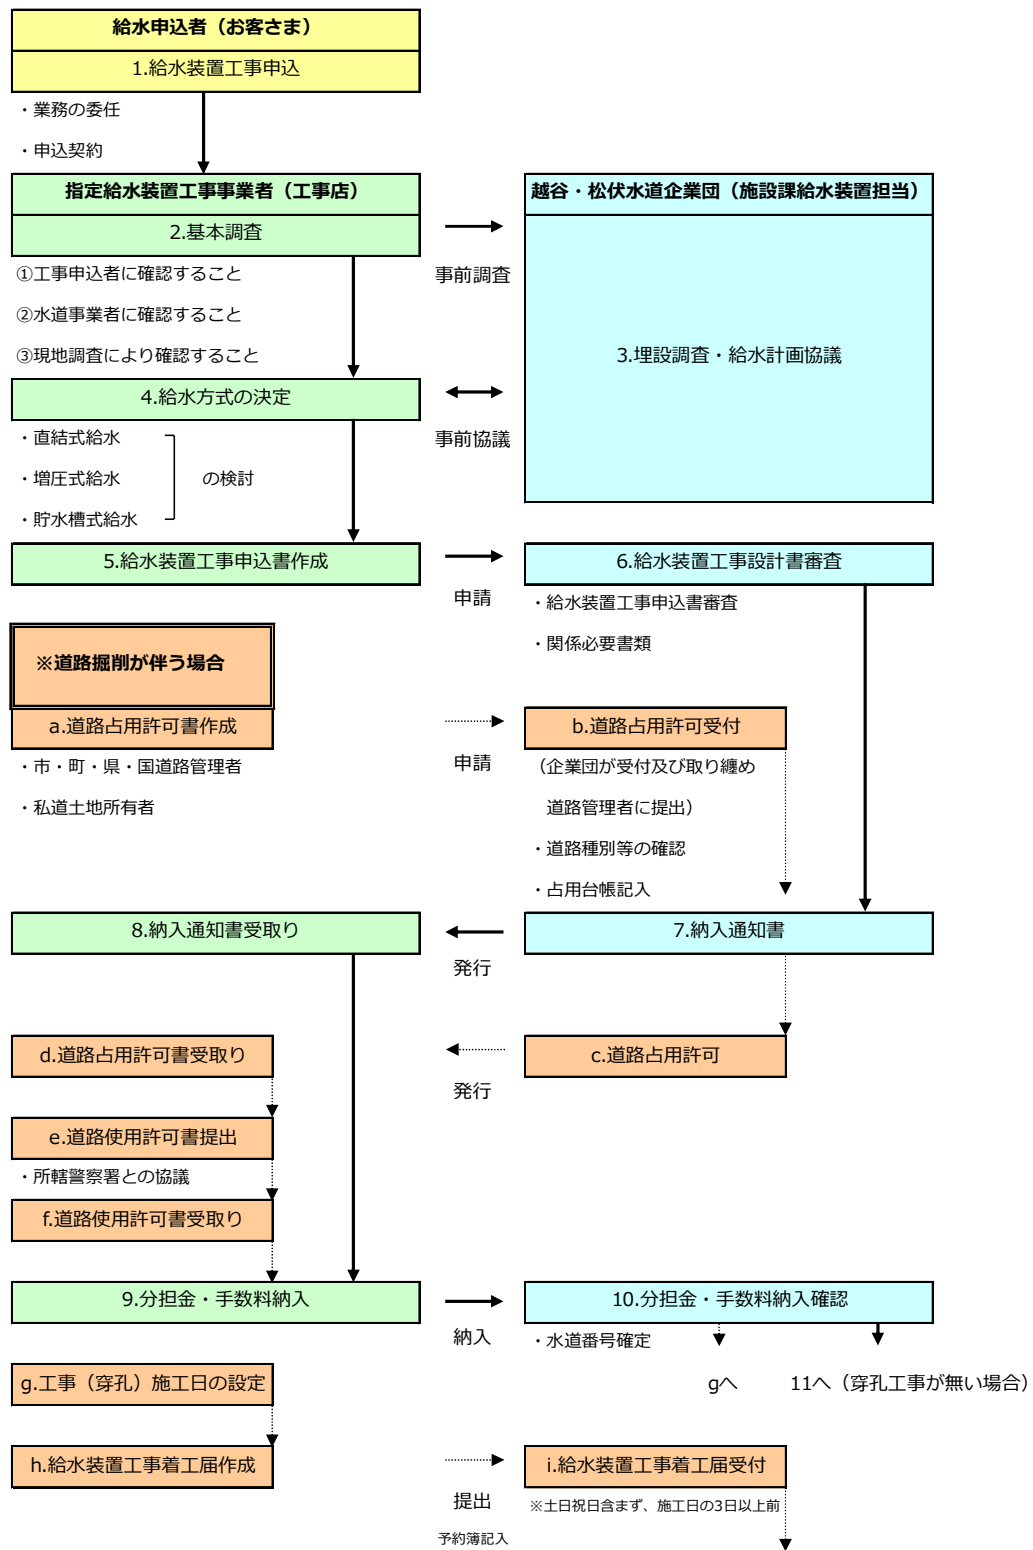 給水申込者（お客さま）
1.給水装置工事申込
・業務の委任
・申込契約
指定給水装置工事事業者（工事店）
越谷・松伏水道企業団（施設課給水装置担当）
2.基本調査
事前調査
①工事申込者に確認すること
②水道事業者に確認すること
③現地調査により確認すること
3.埋設調査・給水計画協議
4.給水方式の決定
事前協議
・直結式給水
・増圧式給水
の検討
・貯水槽式給水
5.給水装置工事申込書作成
申請
6.給水装置工事設計書審査
・給水装置工事申込書審査
・関係必要書類
※道路掘削が伴う場合
a.道路占用許可書作成
申請
b.道路占用許可受付
・市・町・県・国道路管理者
・私道土地所有者
（企業団が受付及び取り纏め
道路管理者に提出）
・道路種別等の確認
・占用台帳記入
8.納入通知書受取り
発行
7.納入通知書
d.道路占用許可書受取り
発行
c.道路占用許可
e.道路使用許可書提出
・所轄警察署との協議
f.道路使用許可書受取り
9.分担金・手数料納入
納入
10.分担金・手数料納入確認
・水道番号確定
gへ
11へ（穿孔工事が無い場合）
g.工事（穿孔）施工日の設定
h.給水装置工事着工届作成
提出
予約簿記入
i.給水装置工事着工届受付
※土日祝日含まず、施工日の3日以上前